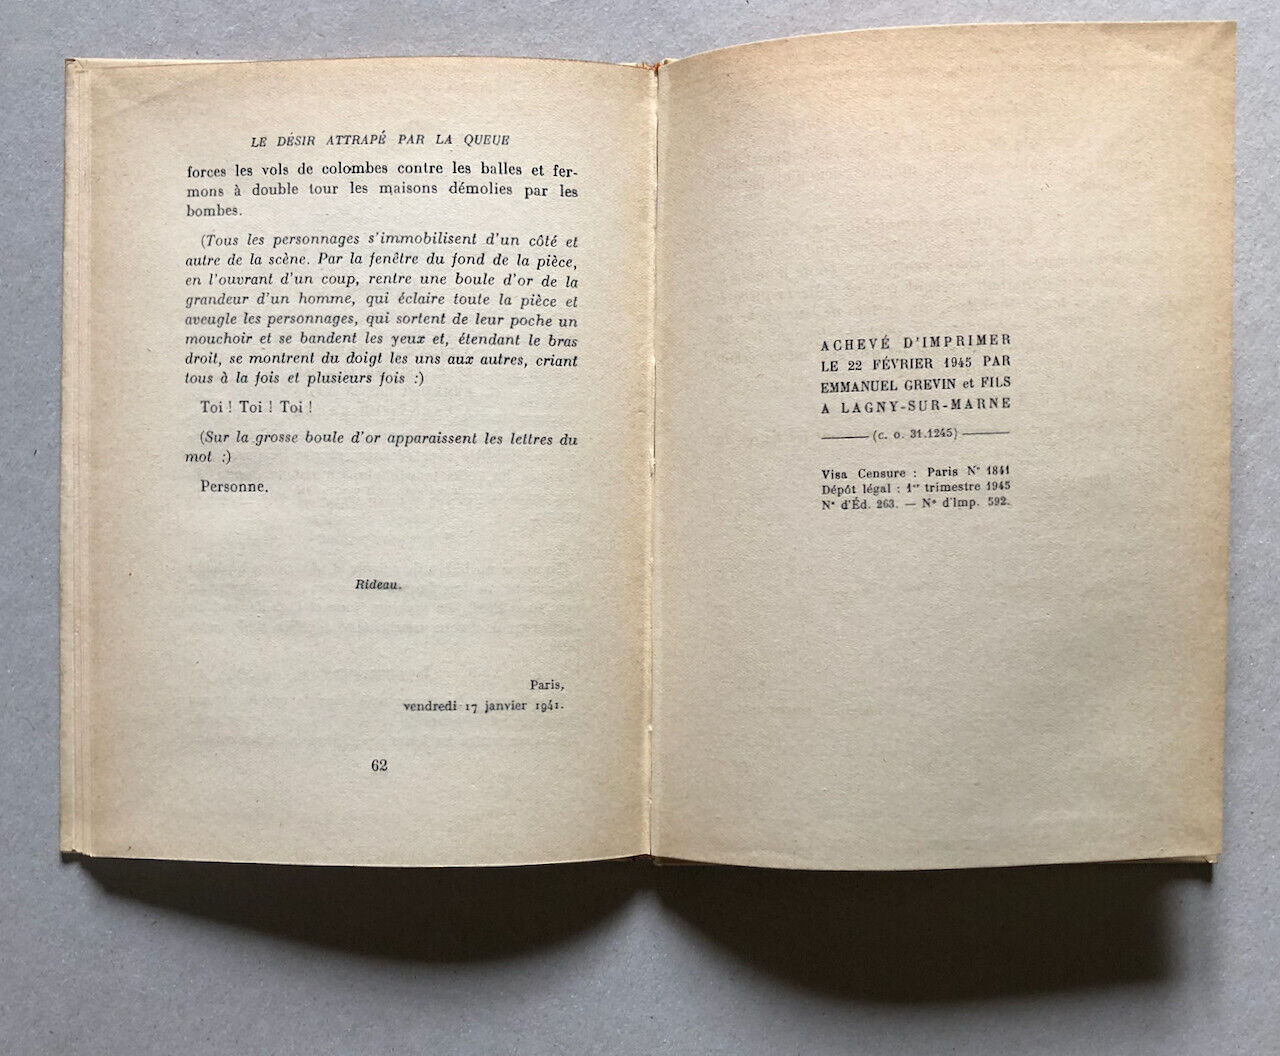 LE DÉSIR ATTRAPÉ PAR LA QUEUE
forces les vols de colombes contre les balles et fer-
mons à double tour les maisons démolies par les
bombes.
(Tous les personnages s'immobilisent d'un côté et
autre de la scène. Par la fenêtre du fond de la pièce,
en l'ouvrant d'un coup, rentre une boule d'or de la
grandeur d'un homme, qui éclaire toute la pièce et
aveugle les personnages, qui sortent de leur poche un
mouchoir et se bandent les yeux et, étendant le bras
droit, se montrent du doigt les uns aux autres, criant
tous à la fois et plusieurs fois :)
Toi ! Toi ! Toi !
(Sur la grosse boule d'or apparaissent les lettres du
mot :)
Personne.
Rideau.
Paris,
vendredi 17 janvier 1941.
62
ACHEVÉ D'IMPRIMER
LE 22 FÉVRIER 1945 PAR
EMMANUEL GREVIN et FILS
A LAGNY-SUR-MARNE
(c. o. 31.1245)
Visa Censure : Paris N° 1841
Dépôt légal : 1er trimestre 1945
N° d'Éd. 263. — N° d'Imp. 592.